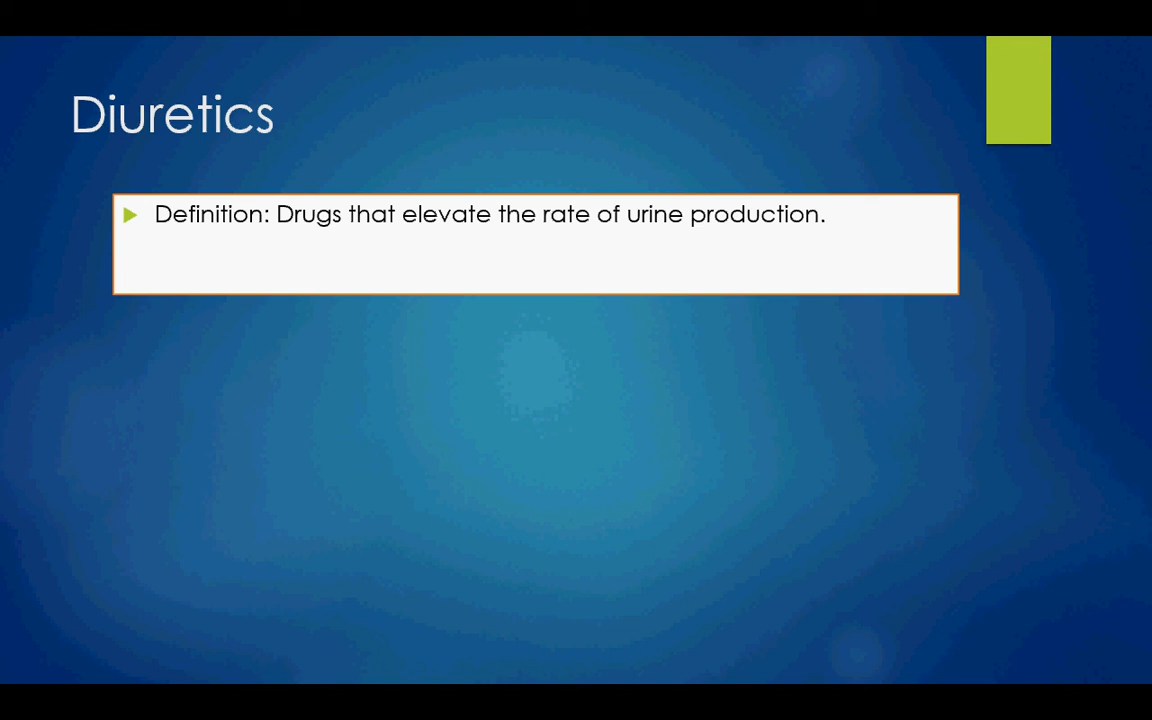 Diuretics
Definition: Drugs that elevate the rate of urine production.